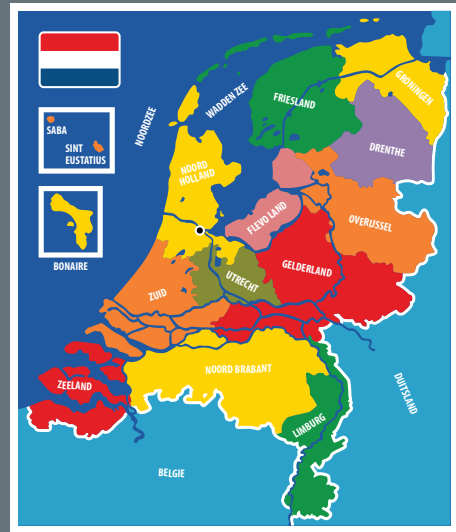 SABA
SINT
EUSTATIUS
BONAIRE
NOORDZEE
WADDEN ZEE
FRIESLAND
GRONINGEN
DRENTHE
NOORD
HOLLAND
FLEVO LAND
OVERIJSSEL
GELDERLAND
UTRECHT
ZUID
ZEELAND
NOORD BRABANT
LIMBURG
DUITSLAND
BELGIE